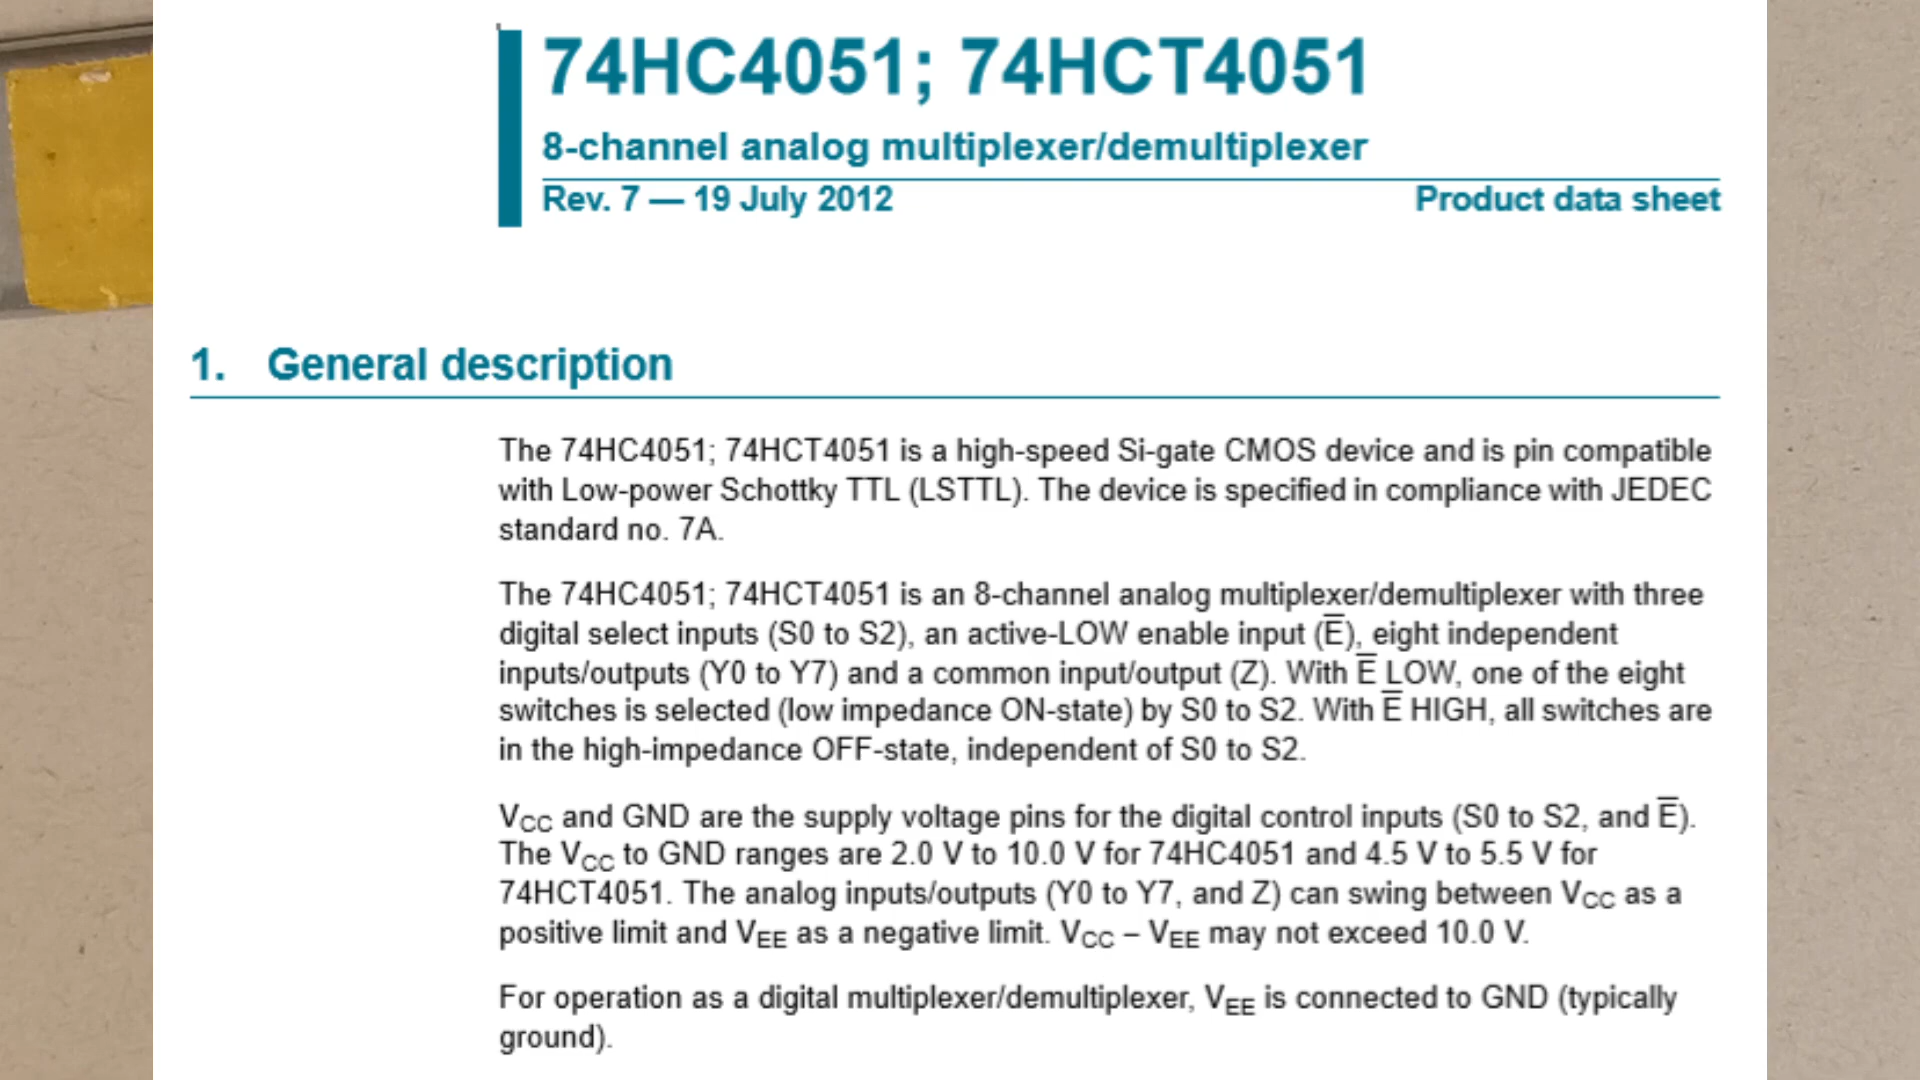 74HC4051; 74HCT4051
8-channel analog multiplexer/demultiplexer
Rev. 7 — 19 July 2012 Product data sheet
1. General description
The 74HC4051; 74HCT4051 is a high-speed Si-gate CMOS device and is pin compatible
with Low-power Schottky TTL (LSTTL). The device is specified in compliance with JEDEC
standard no. 7A.
The 74HC4051; 74HCT4051 is an 8-channel analog multiplexer/demultiplexer with three
digital select inputs (S0 to S2), an active-LOW enable input (E̅), eight independent
inputs/outputs (Y0 to Y7) and a common input/output (Z). With E̅ LOW, one of the eight
switches is selected (low impedance ON-state) by S0 to S2. With E̅ HIGH, all switches are
in the high-impedance OFF-state, independent of S0 to S2.
VCC and GND are the supply voltage pins for the digital control inputs (S0 to S2, and E̅).
The VCC to GND ranges are 2.0 V to 10.0 V for 74HC4051 and 4.5 V to 5.5 V for
74HCT4051. The analog inputs/outputs (Y0 to Y7, and Z) can swing between VCC as a
positive limit and VEE as a negative limit. VCC – VEE may not exceed 10.0 V.
For operation as a digital multiplexer/demultiplexer, VEE is connected to GND (typically
ground).